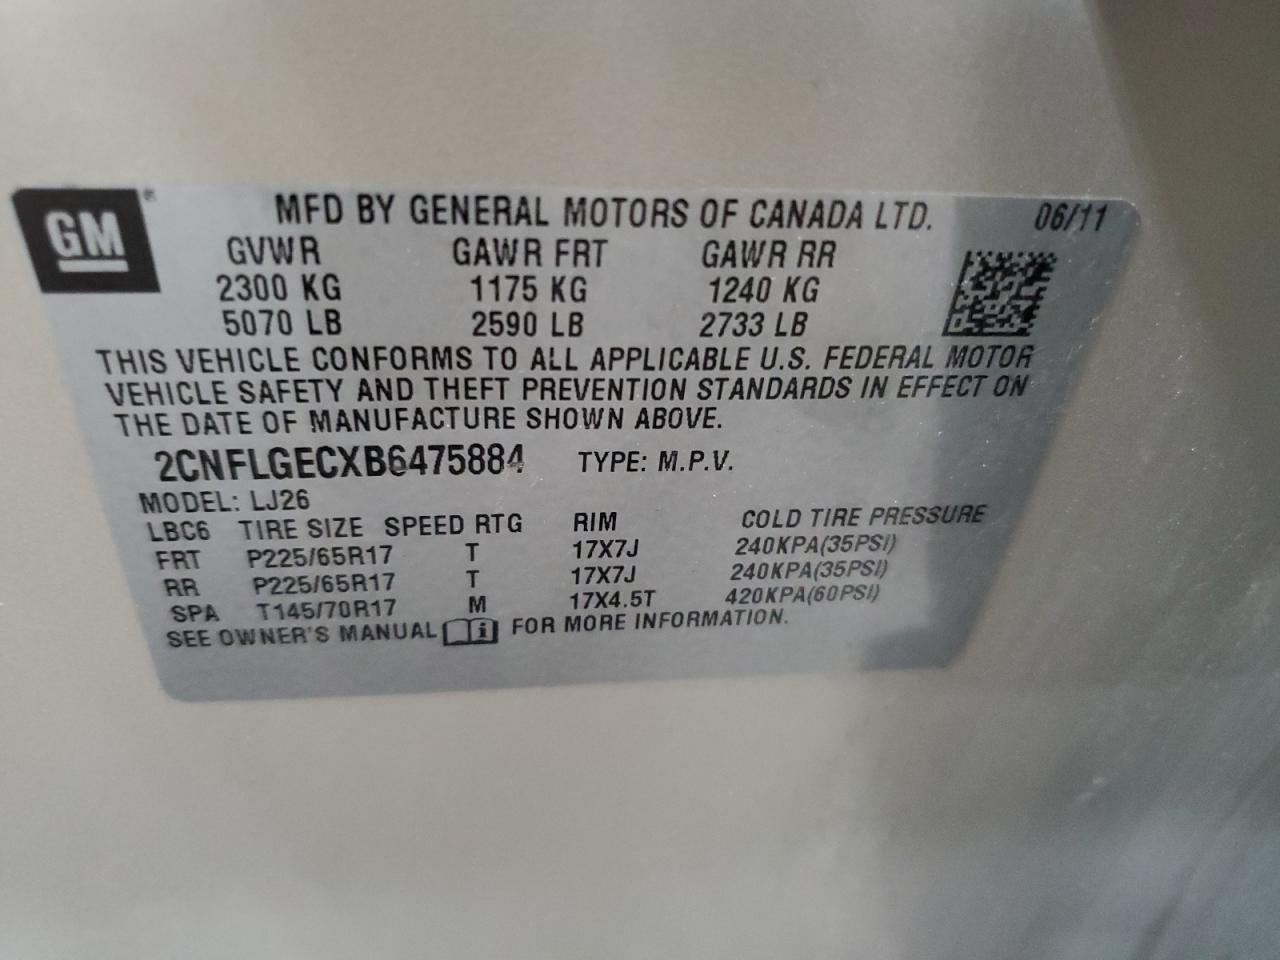 GM®
MFD BY GENERAL MOTORS OF CANADA LTD. 06/11
GVWR GAWR FRT GAWR RR
2300 KG 1175 KG 1240 KG
5070 LB 2590 LB 2733 LB
THIS VEHICLE CONFORMS TO ALL APPLICABLE U.S. FEDERAL MOTOR
VEHICLE SAFETY AND THEFT PREVENTION STANDARDS IN EFFECT ON
THE DATE OF MANUFACTURE SHOWN ABOVE.
2CNFLGECXB6475884 TYPE: M.P.V.
MODEL: LJ26
LBC6 TIRE SIZE SPEED RTG RIM COLD TIRE PRESSURE
FRT P225/65R17 T 17X7J 240KPA(35PSI)
RR P225/65R17 T 17X7J 240KPA(35PSI)
SPA T145/70R17 M 17X4.5T 420KPA(60PSI)
SEE OWNER'S MANUAL i FOR MORE INFORMATION.